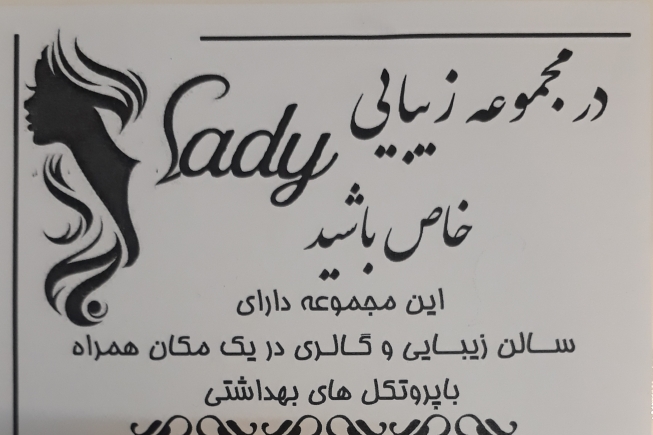 در مجموعه زیبایی
Sady
خاص باشید
این مجموعه دارای
سالن زیبایی و گالری در یک مکان همراه
باپروتکل های بهداشتی